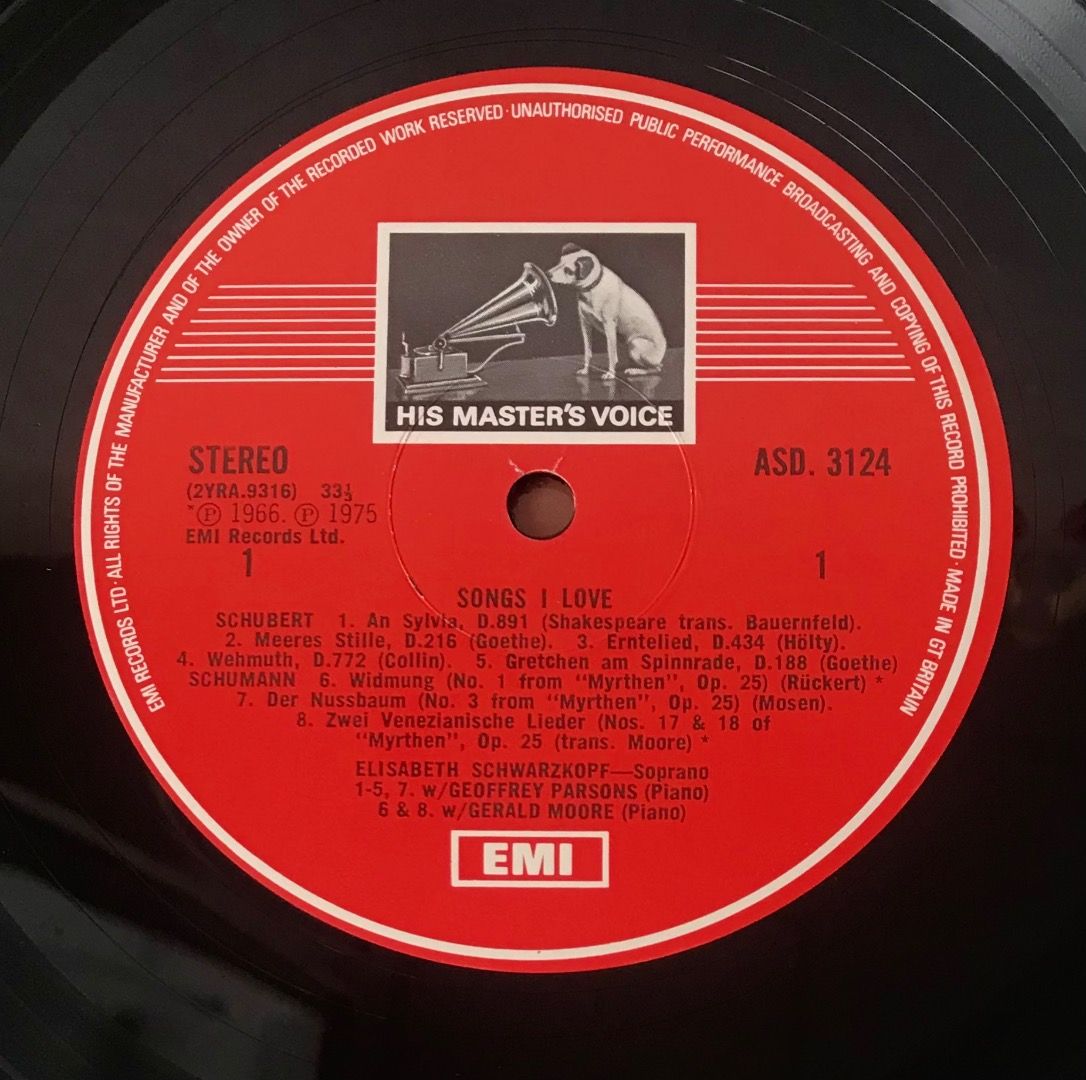 EMI RECORDS LTD · ALL RIGHTS OF THE MANUFACTURER AND OF THE OWNER OF THE RECORDED WORK RESERVED · UNAUTHORISED PUBLIC PERFORMANCE BROADCASTING AND COPYING OF THIS RECORD PROHIBITED · MADE IN GT BRITAIN
HIS MASTER'S VOICE
STEREO
ASD. 3124
(2YRA.9316) 33⅓
*Ⓟ 1966. Ⓟ 1975
EMI Records Ltd.
1
1
SONGS I LOVE
SCHUBERT 1. An Sylvia, D.891 (Shakespeare trans. Bauernfeld).
2. Meeres Stille, D.216 (Goethe). 3. Erntelied, D.434 (Hölty).
4. Wehmuth, D.772 (Collin). 5. Gretchen am Spinnrade, D.188 (Goethe)
SCHUMANN 6. Widmung (No. 1 from "Myrthen", Op. 25) (Rückert) *
7. Der Nussbaum (No. 3 from "Myrthen", Op. 25) (Mosen).
8. Zwei Venezianische Lieder (Nos. 17 & 18 of
"Myrthen", Op. 25 (trans. Moore) *
ELISABETH SCHWARZKOPF—Soprano
1-5, 7. w/GEOFFREY PARSONS (Piano)
6 & 8. w/GERALD MOORE (Piano)
EMI